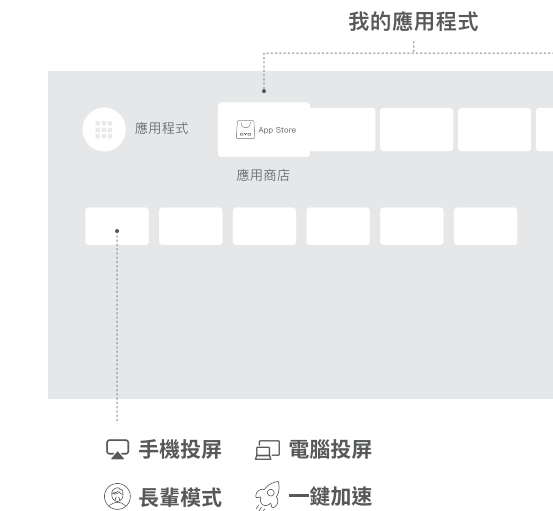 我的應用程式
應用程式
OVO App Store
應用商店
手機投屏 電腦投屏
長輩模式 一鍵加速